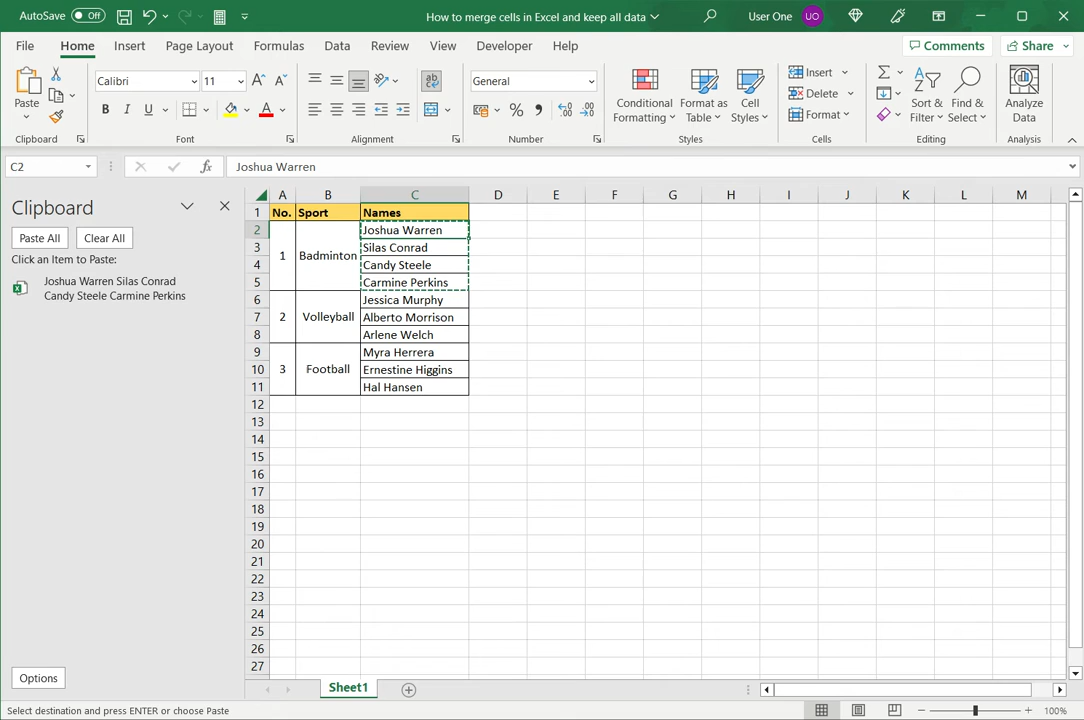 AutoSave Off How to merge cells in Excel and keep all data User One UO
File Home Insert Page Layout Formulas Data Review View Developer Help Comments Share
Paste Calibri 11 A A ab c General Conditional Formatting Format as Table Cell Styles Insert Delete Format Σ Sort & Filter Find & Select Analyze Data
B I U A % 9 .00
Clipboard Font Alignment Number Styles Cells Editing Analysis
C2 fx Joshua Warren
Clipboard
Paste All Clear All
Click an Item to Paste:
Joshua Warren Silas Conrad
Candy Steele Carmine Perkins
Options
A B C D E F G H I J K L M
1 No. Sport Names
2 Joshua Warren
3 Silas Conrad
1 Badminton
4 Candy Steele
5 Carmine Perkins
6 Jessica Murphy
7 2 Volleyball Alberto Morrison
8 Arlene Welch
9 Myra Herrera
10 3 Football Ernestine Higgins
11 Hal Hansen
12
13
14
15
16
17
18
19
20
21
22
23
24
25
26
27
Sheet1
Select destination and press ENTER or choose Paste 100%